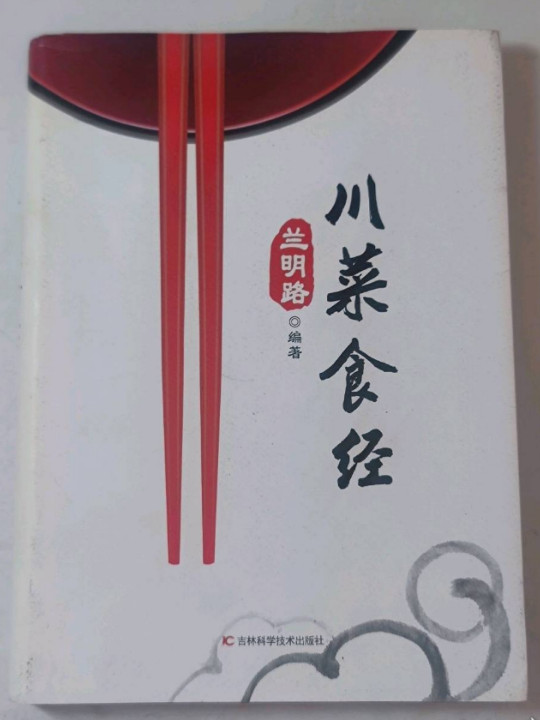 川菜食经
兰明路
◎编著
吉林科学技术出版社